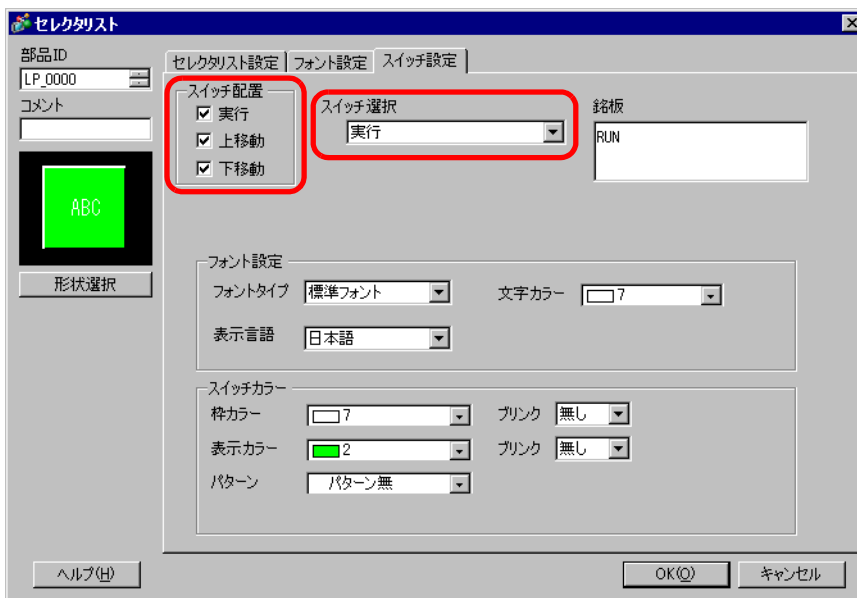 セレクタリスト
部品ID
LP_0000
コメント
ABC
形状選択
セレクタリスト設定 フォント設定 スイッチ設定
スイッチ配置
実行
上移動
下移動
スイッチ選択
実行
銘板
RUN
フォント設定
フォントタイプ 標準フォント 文字カラー 7
表示言語 日本語
スイッチカラー
枠カラー 7 ブリンク 無し
表示カラー 2 ブリンク 無し
パターン パターン無
ヘルプ(H) OK(O) キャンセル